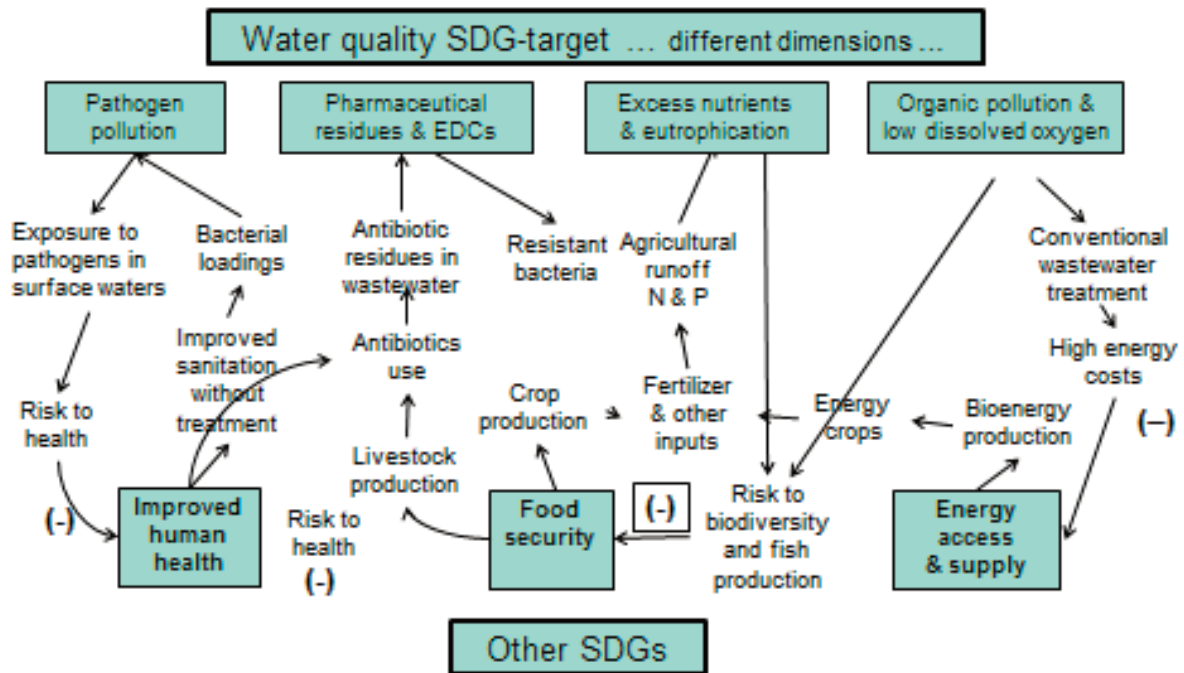 Water quality SDG-target ... different dimensions ...
Pathogen
pollution
Pharmaceutical
residues & EDCs
Excess nutrients
& eutrophication
Organic pollution &
low dissolved oxygen
Exposure to
pathogens in
surface waters
Bacterial
loadings
Antibiotic
residues in
wastewater
Resistant
bacteria
Agricultural
runoff
N & P
Conventional
wastewater
treatment
Improved
sanitation
without
treatment
Antibiotics
use
High energy
costs
Risk to
health
Crop
production
Fertilizer
& other
inputs
Energy
crops
Bioenergy
production
(--)
Livestock
production
(-)
Improved
human
health
Risk to
health
(-)
Food
security
(-)
Risk to
biodiversity
and fish
production
Energy
access
& supply
Other SDGs